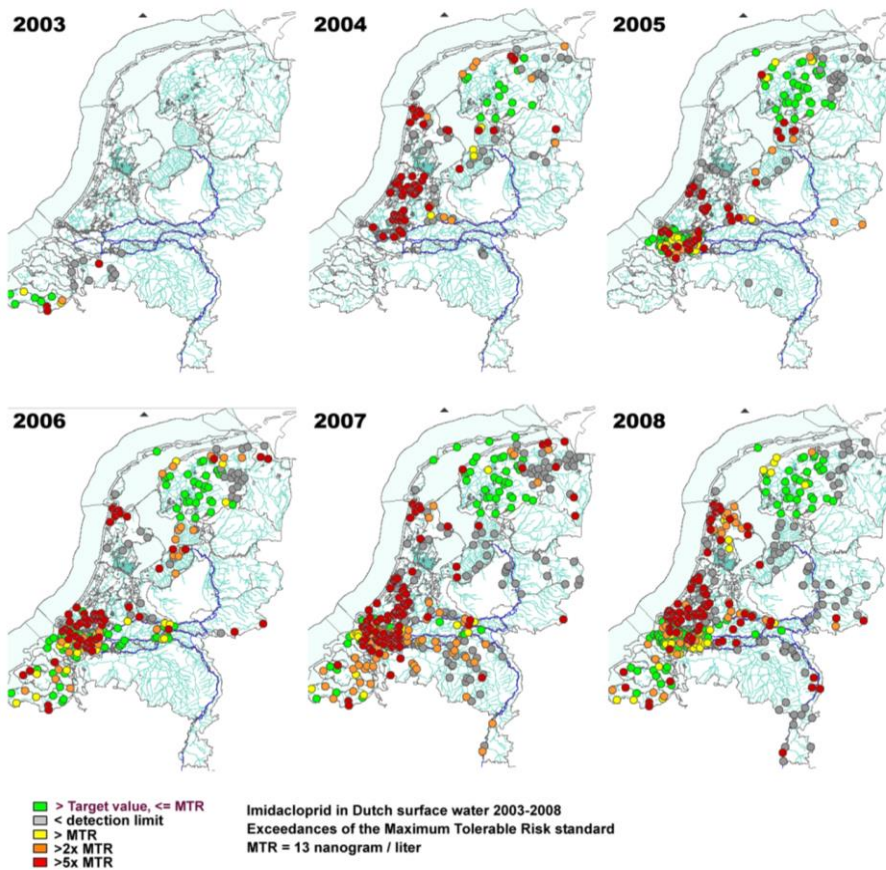 2003
2004
2005
2006
2007
2008
> Target value, <= MTR
< detection limit
> MTR
>2x MTR
>5x MTR
Imidacloprid in Dutch surface water 2003-2008
Exceedances of the Maximum Tolerable Risk standard
MTR = 13 nanogram / liter